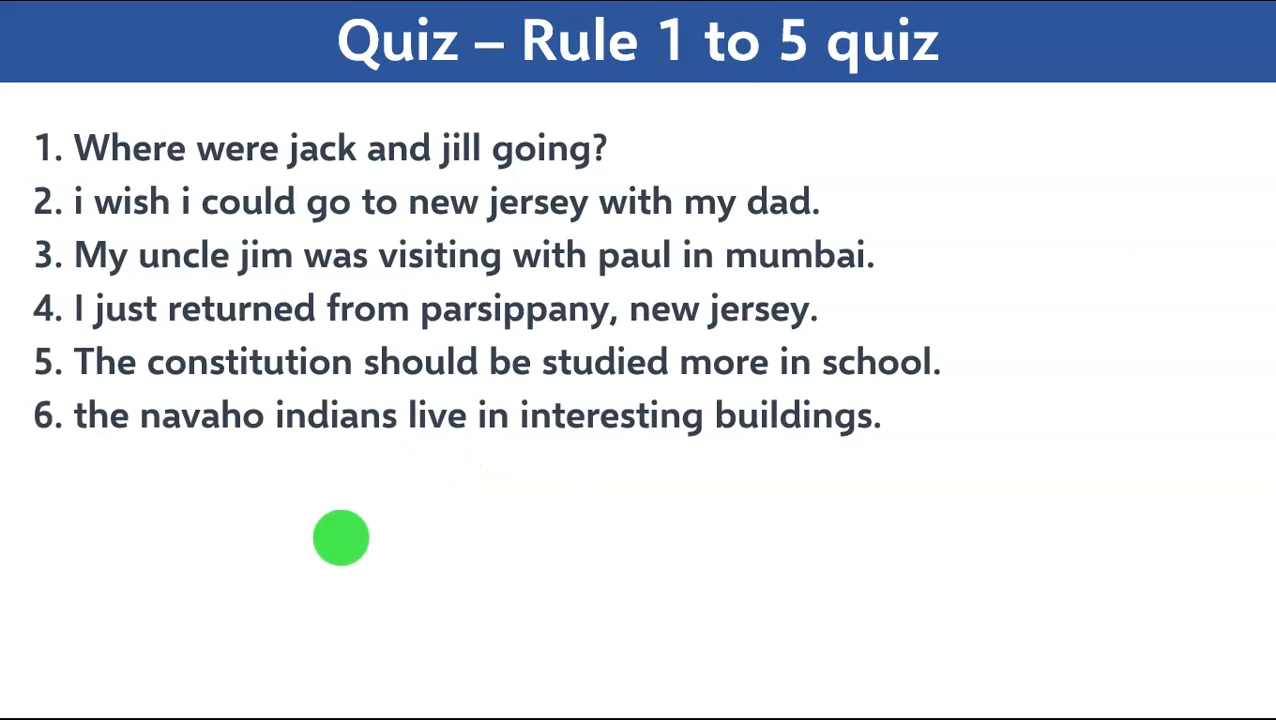 Quiz – Rule 1 to 5 quiz
1. Where were jack and jill going?
2. i wish i could go to new jersey with my dad.
3. My uncle jim was visiting with paul in mumbai.
4. I just returned from parsippany, new jersey.
5. The constitution should be studied more in school.
6. the navaho indians live in interesting buildings.